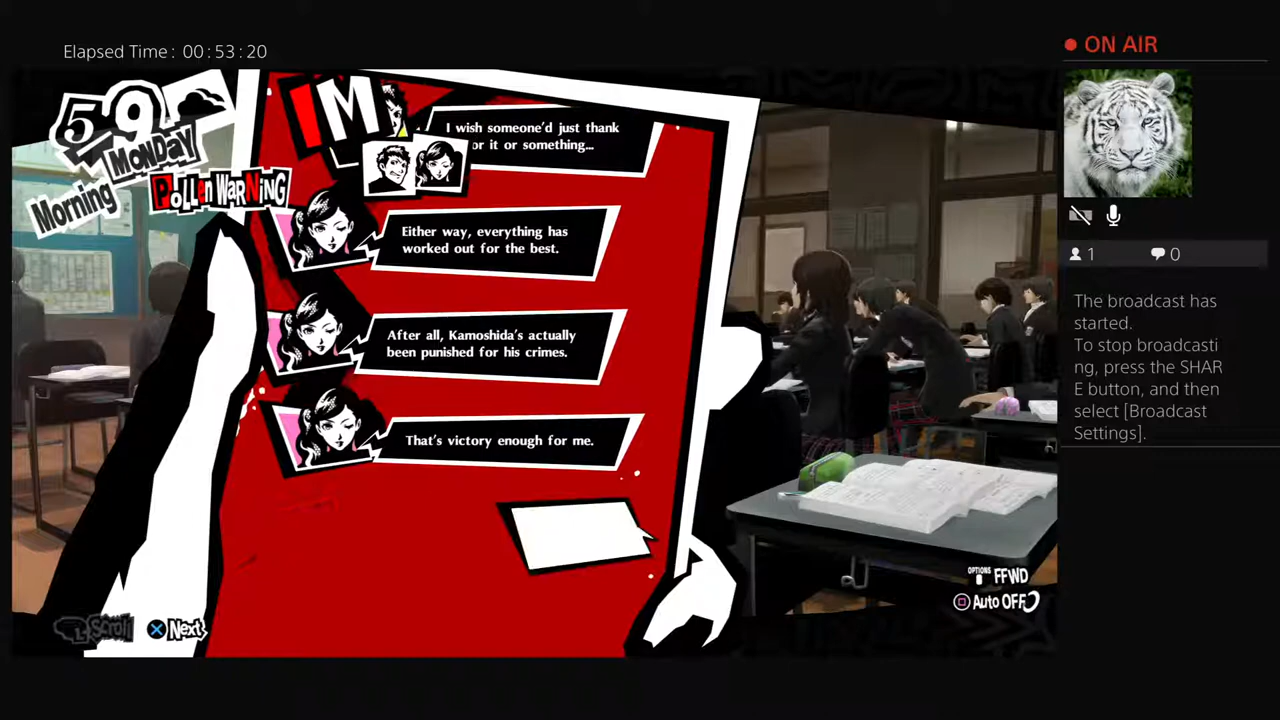 Elapsed Time: 00:53:20
ON AIR
5 9
MONDAY
Morning
Pollen WarNiNG
IM
I wish someone'd just thank
or it or something...
Either way, everything has
worked out for the best.
After all, Kamoshida's actually
been punished for his crimes.
That's victory enough for me.
1
0
The broadcast has
started.
To stop broadcasti
ng, press the SHAR
E button, and then
select [Broadcast
Settings].
OPTIONS FFWD
Auto OFF
L Scroll
Next